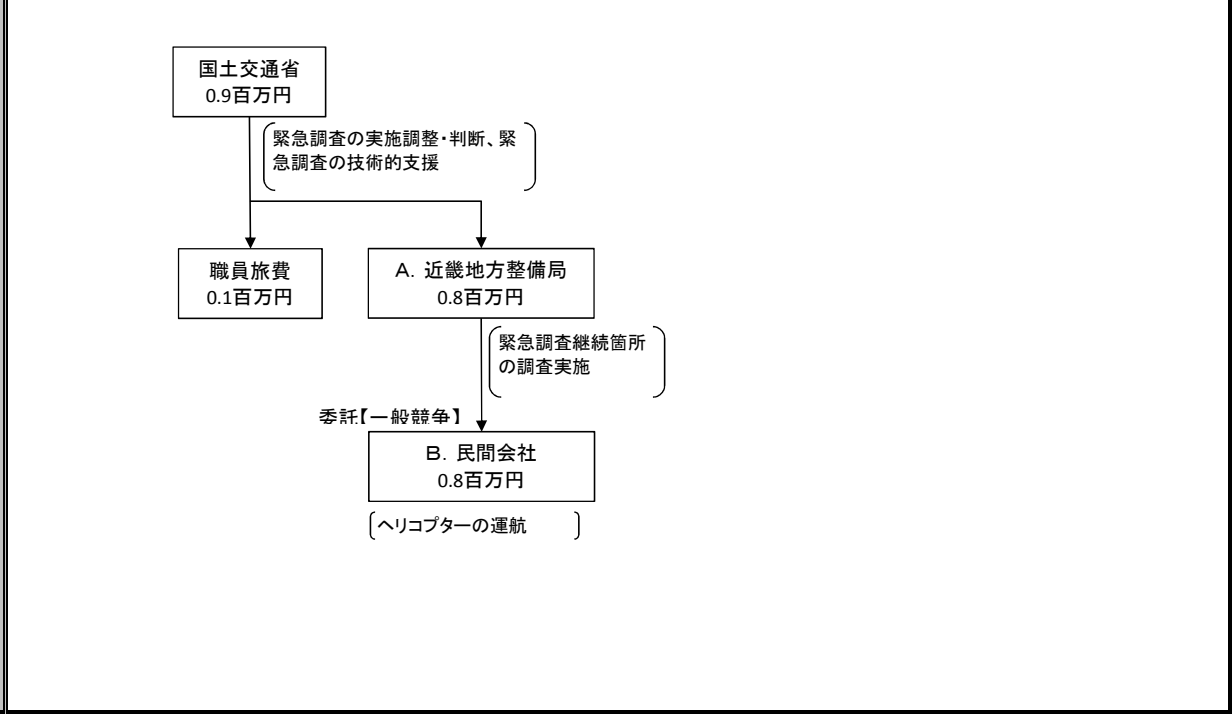 国土交通省
0.9百万円
緊急調査の実施調整・判断、緊
急調査の技術的支援
職員旅費
0.1百万円
Ａ．近畿地方整備局
0.8百万円
緊急調査継続箇所
の調査実施
委託【一般競争】
Ｂ．民間会社
0.8百万円
ヘリコプターの運航